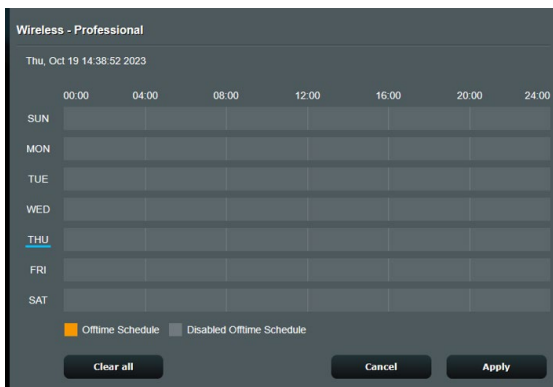 Wireless - Professional
Thu, Oct 19 14:38:52 2023
00:00 04:00 08:00 12:00 16:00 20:00 24:00
SUN
MON
TUE
WED
THU
FRI
SAT
Offtime Schedule Disabled Offtime Schedule
Clear all Cancel Apply